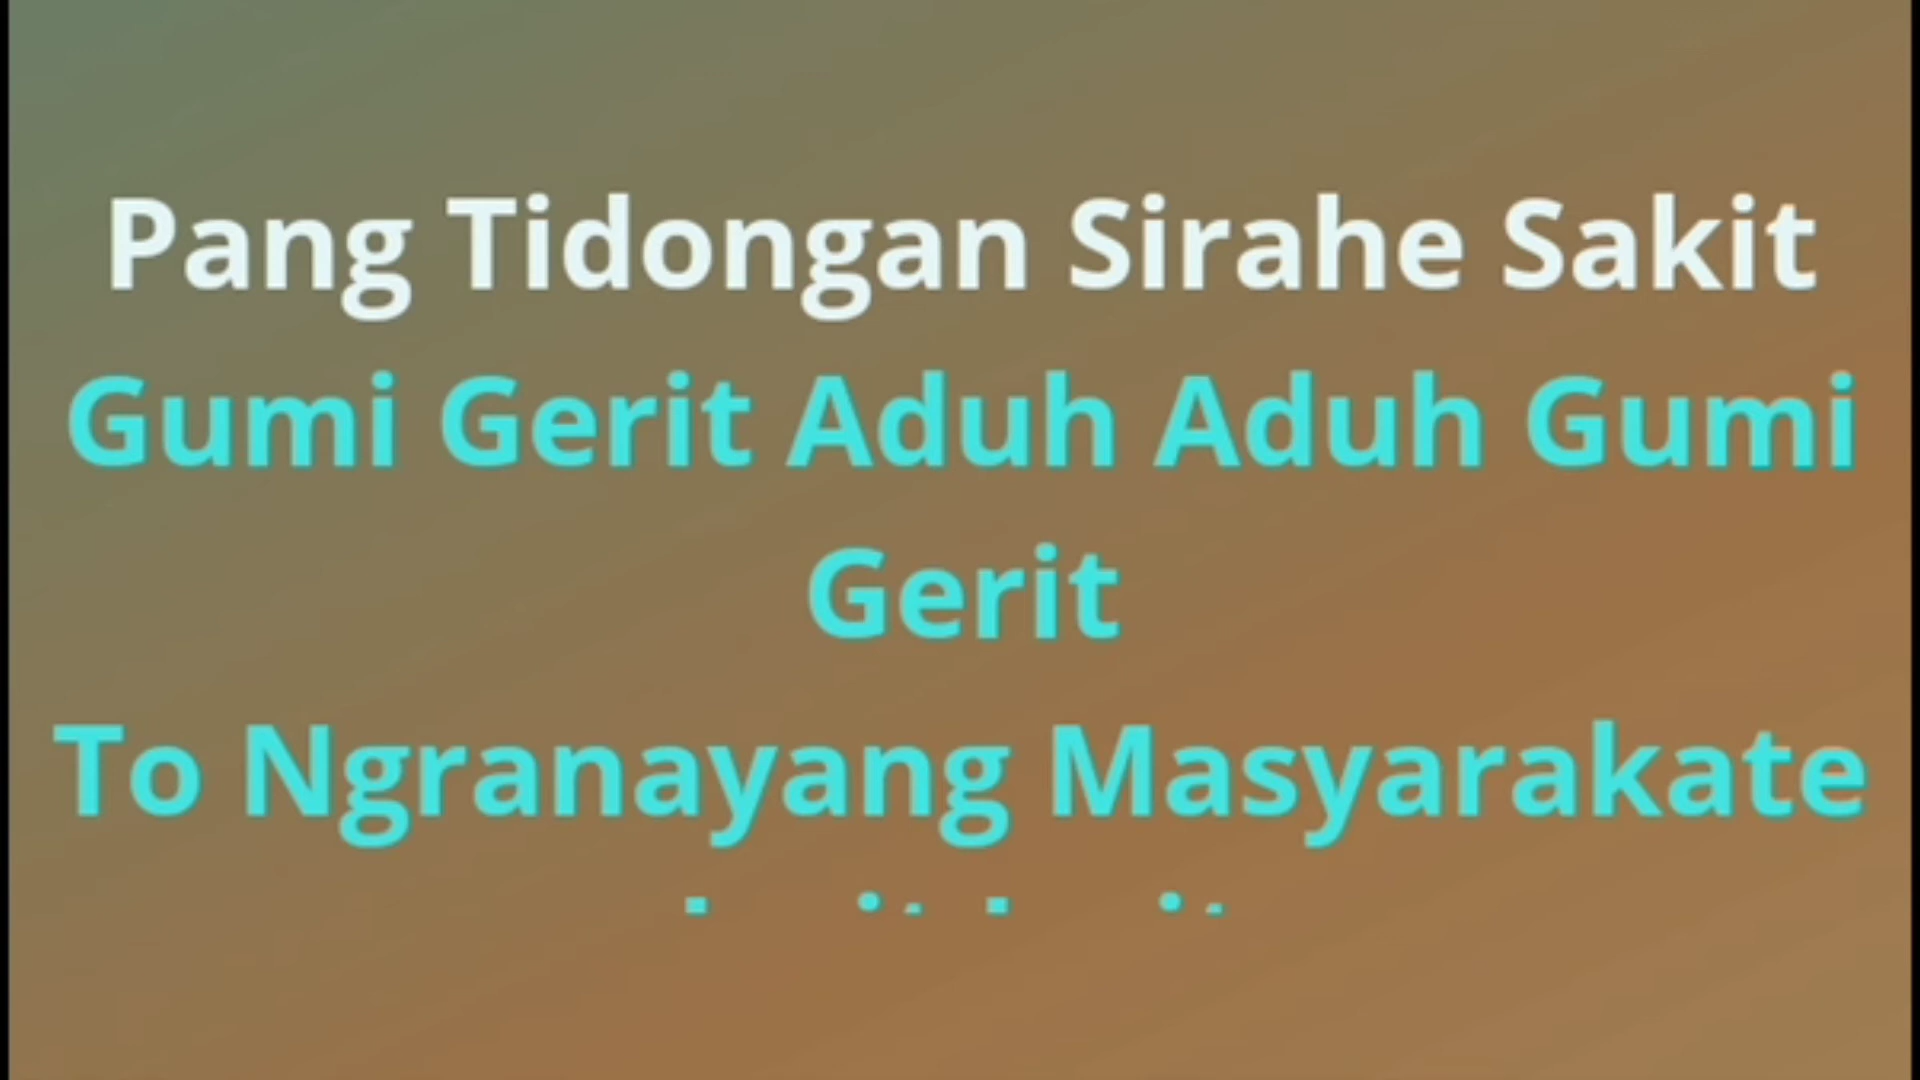 Pang Tidongan Sirahe Sakit
Gumi Gerit Aduh Aduh Gumi
Gerit
To Ngranayang Masyarakate